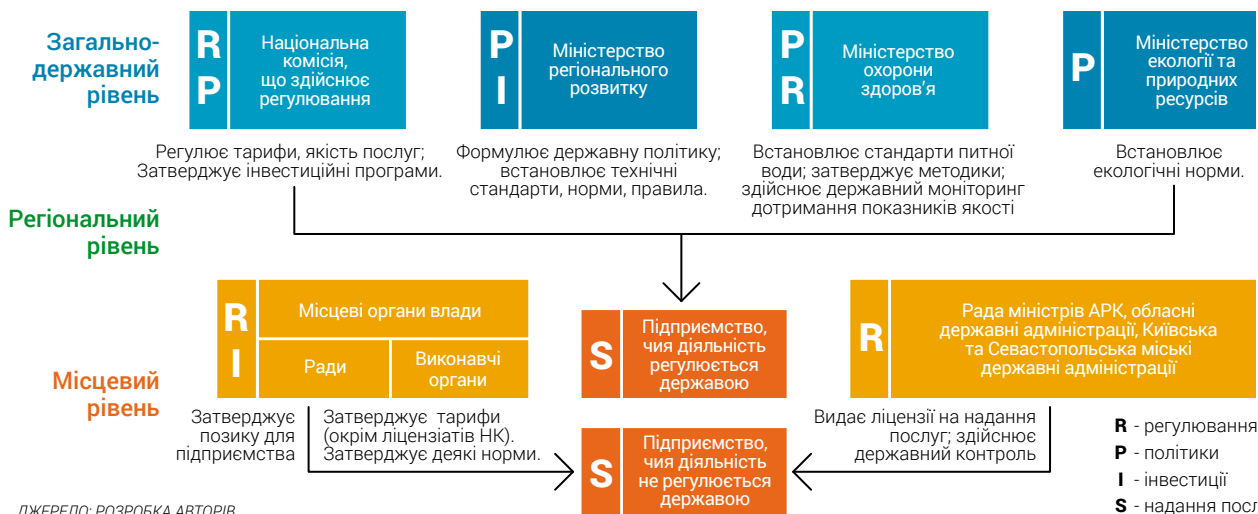 Загально-
державний
рівень
R
P
Національна
комісія,
що здійснює
регулювання
P
I
Міністерство
регіонального
розвитку
P
R
Міністерство
охорони
здоров'я
P
Міністерство
екології та
природних
ресурсів
Регулює тарифи, якість послуг;
Затверджує інвестиційні програми.
Формулює державну політику;
встановлює технічні
стандарти, норми, правила.
Встановлює стандарти питної
води; затверджує методики;
здійснює державний моніторинг
дотримання показників якості
Встановлює
екологічні норми.
Регіональний
рівень
R
I
Місцеві органи влади
Ради
Виконавчі
органи
S
Підприємство,
чия діяльність
регулюється
державою
R
Рада міністрів АРК, обласні
державні адміністрації, Київська
та Севастопольська міські
державні адміністрації
Місцевий
рівень
Затверджує
позику для
підприємства
Затверджує тарифи
(окрім ліцензіатів НК).
Затверджує деякі норми.
S
Підприємство,
чия діяльність
не регулюється
державою
Видає ліцензії на надання
послуг; здійснює
державний контроль
R - регулювання
P - політики
I - інвестиції
S - надання
ДЖЕРЕЛО: РОЗРОБКА АВТОРІВ